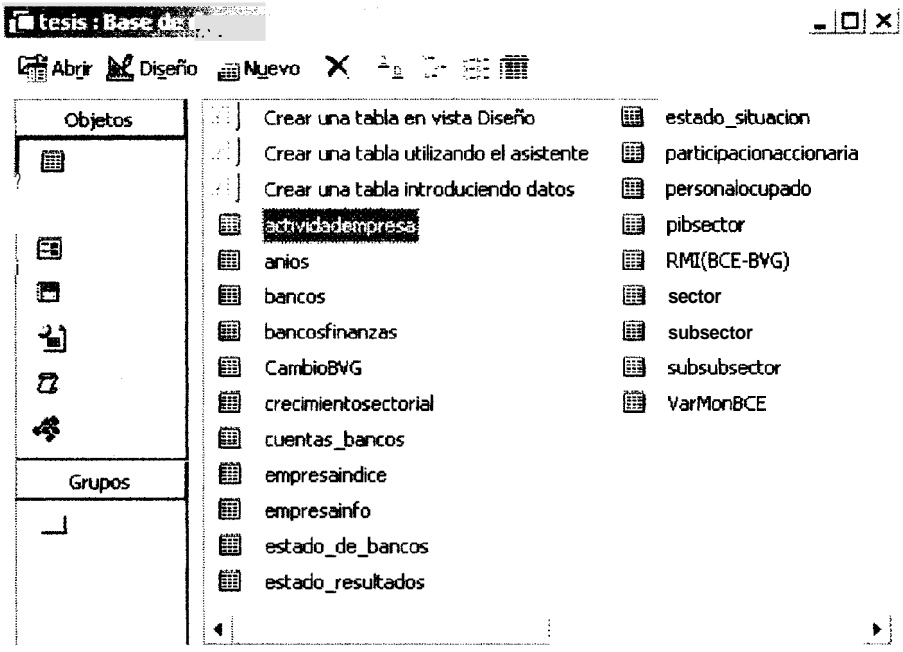 tesis : Base de
Abrir Diseño Nuevo
Objetos
Grupos
Crear una tabla en vista Diseño
Crear una tabla utilizando el asistente
Crear una tabla introduciendo datos
actividadempresa
anios
bancos
bancosfinanzas
CambioBVG
crecimientosectorial
cuentas_bancos
empresaindice
empresainfo
estado_de_bancos
estado_resultados
estado_situacion
participacionaccionaria
personalocupado
pibsector
RMI(BCE-BVG)
sector
subsector
subsubsector
VarMonBCE